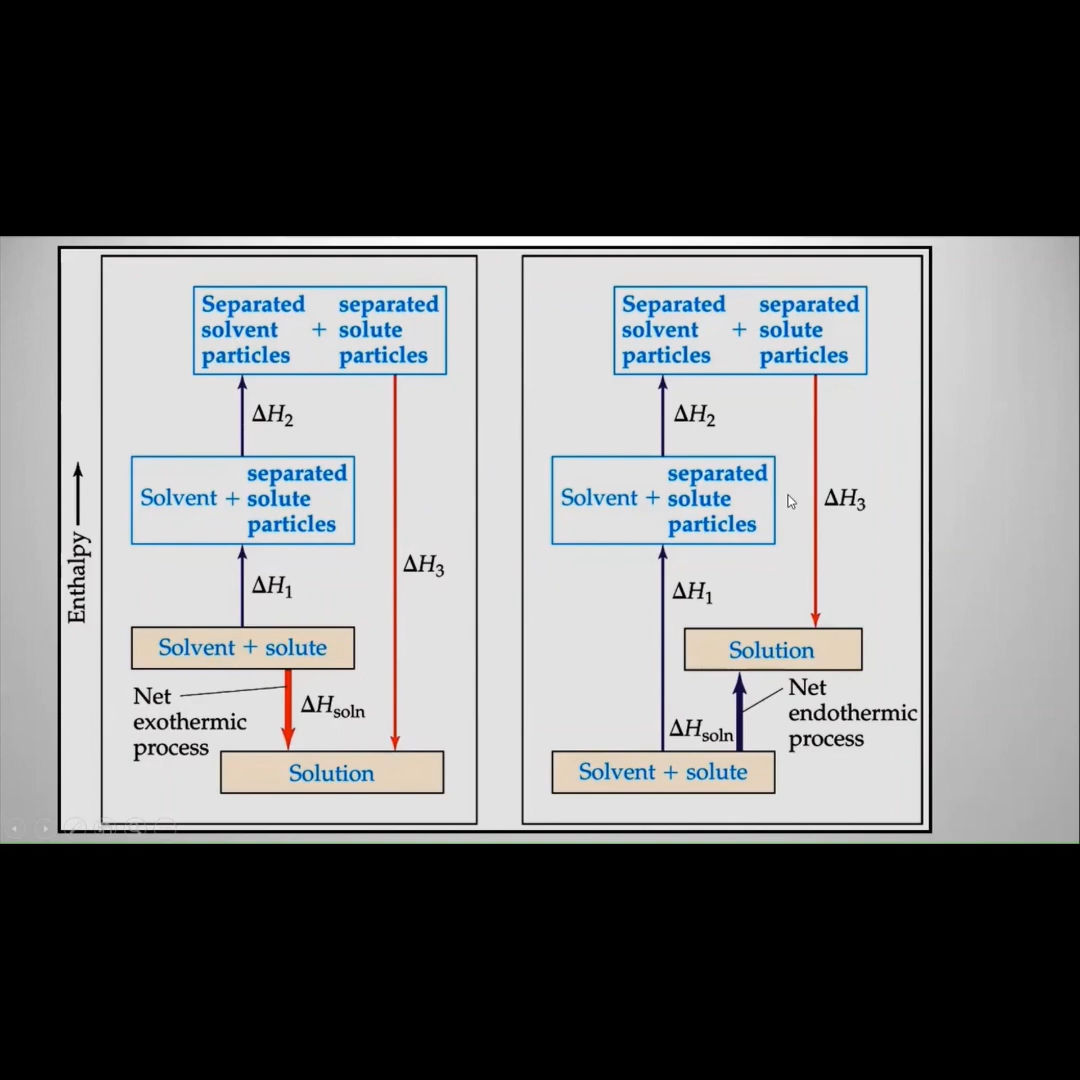 Enthalpy
Separated separated
solvent + solute
particles particles
ΔH2
separated
Solvent + solute
particles
ΔH1
ΔH3
Solvent + solute
Net
exothermic
process
ΔHsoln
Solution
Separated separated
solvent + solute
particles particles
ΔH2
separated
Solvent + solute
particles
ΔH3
ΔH1
Solution
Net
endothermic
process
ΔHsoln
Solvent + solute